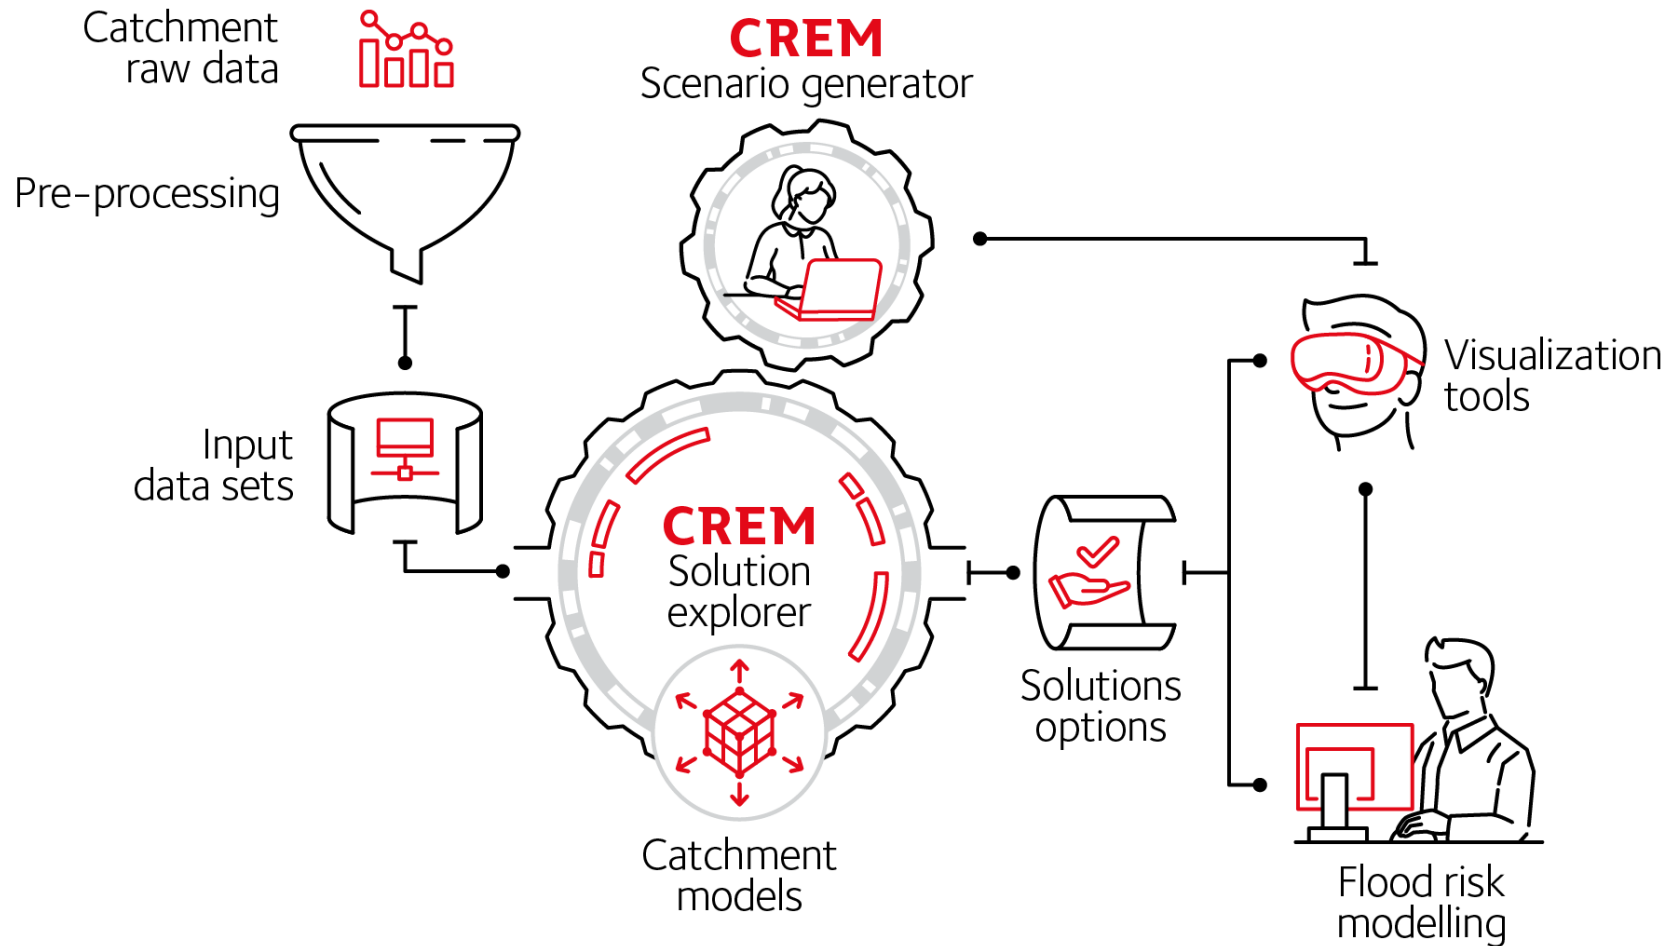 Catchment
raw data
Pre-processing
Input
data sets
CREM
Scenario generator
CREM
Solution
explorer
Catchment
models
Solutions
options
Visualization
tools
Flood risk
modelling